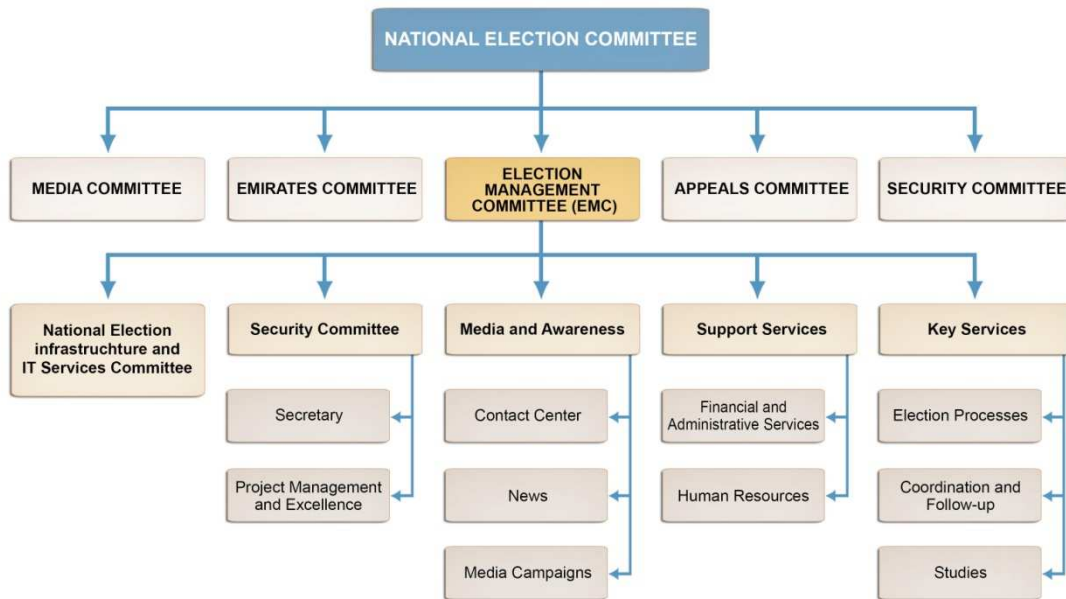 NATIONAL ELECTION COMMITTEE
MEDIA COMMITTEE
EMIRATES COMMITTEE
ELECTION
MANAGEMENT
COMMITTEE (EMC)
APPEALS COMMITTEE
SECURITY COMMITTEE
National Election
infrastruchture and
IT Services Committee
Security Committee
Media and Awareness
Support Services
Key Services
Secretary
Contact Center
Financial and
Administrative Services
Election Processes
Project Management
and Excellence
News
Human Resources
Coordination and
Follow-up
Media Campaigns
Studies